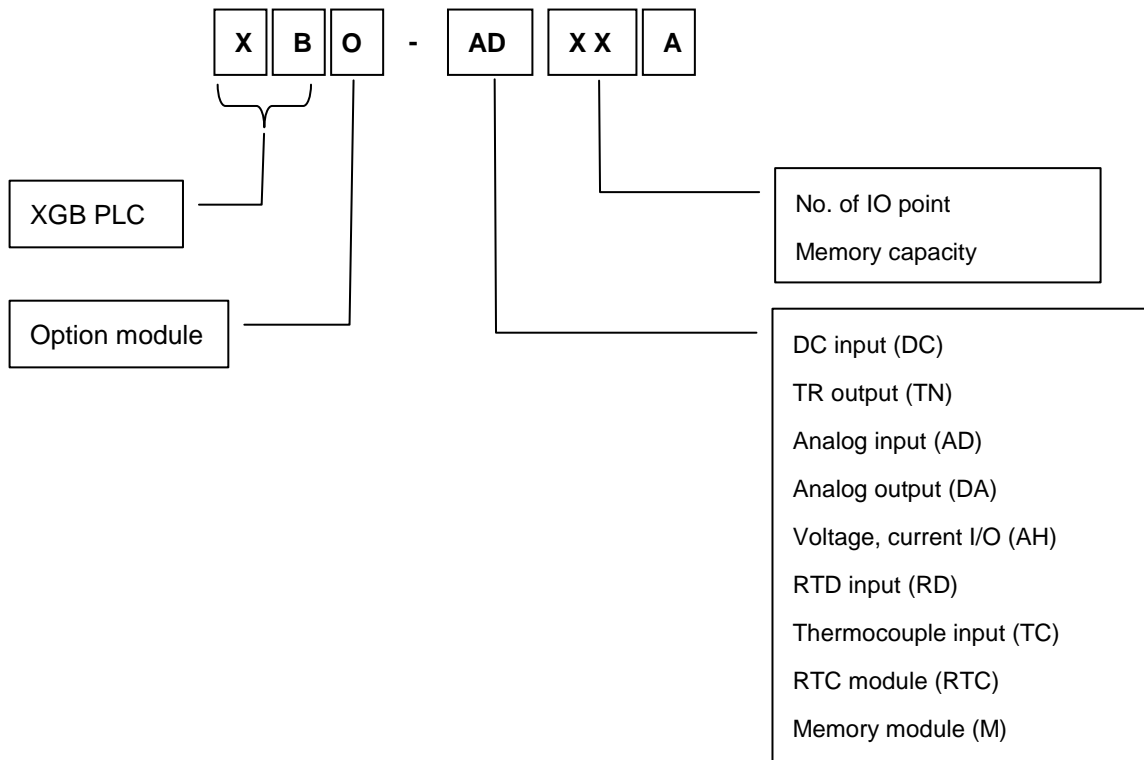 X B O - AD X X A
XGB PLC
Option module
No. of IO point
Memory capacity
DC input (DC)
TR output (TN)
Analog input (AD)
Analog output (DA)
Voltage, current I/O (AH)
RTD input (RD)
Thermocouple input (TC)
RTC module (RTC)
Memory module (M)